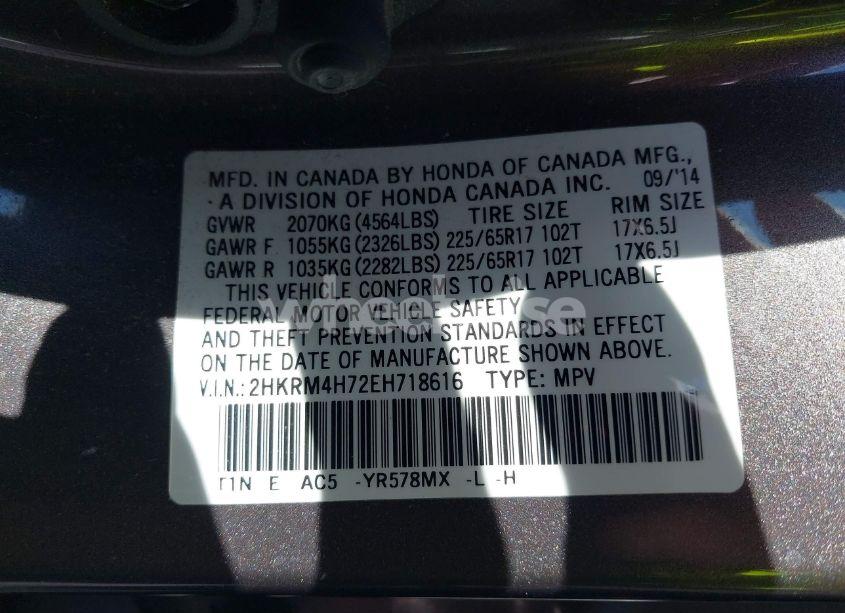 MFD. IN CANADA BY HONDA OF CANADA MFG.,
A DIVISION OF HONDA CANADA INC. 09/'14
GVWR 2070KG (4564LBS) TIRE SIZE RIM SIZE
GAWR F 1055KG (2326LBS) 225/65R17 102T 17X6.5J
GAWR R 1035KG (2282LBS) 225/65R17 102T 17X6.5J
THIS VEHICLE CONFORMS TO ALL APPLICABLE
FEDERAL MOTOR VEHICLE SAFETY
AND THEFT PREVENTION STANDARDS IN EFFECT
ON THE DATE OF MANUFACTURE SHOWN ABOVE.
V.I.N.: 2HKRM4H72EH718616 TYPE: MPV
E AC5 -YR578MX -L -H